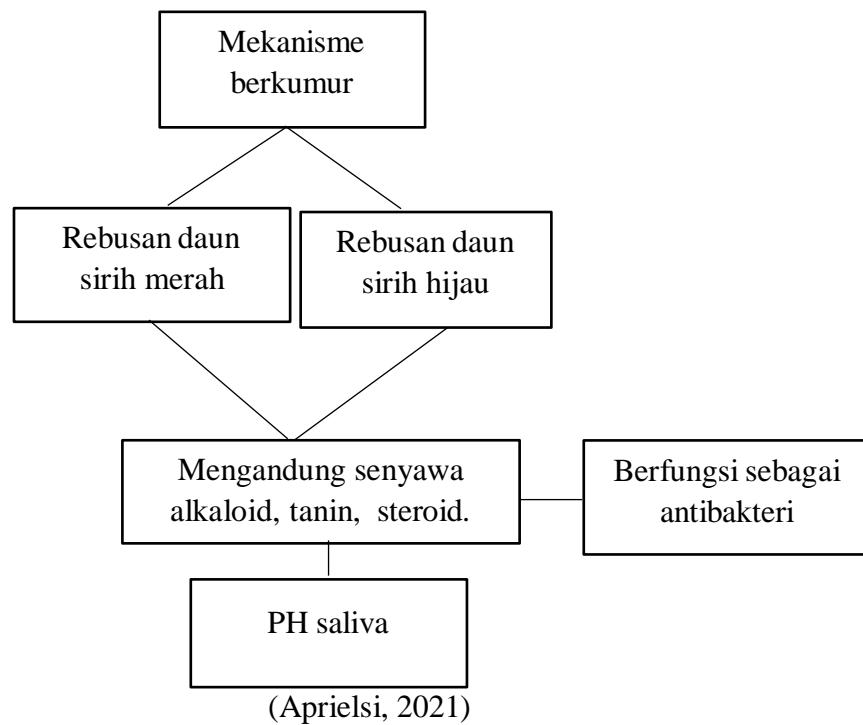 Mekanisme
berkumur
Rebusan daun
sirih merah
Rebusan daun
sirih hijau
Mengandung senyawa
alkaloid, tanin, steroid.
Berfungsi sebagai
antibakteri
PH saliva
(Aprielsi, 2021)